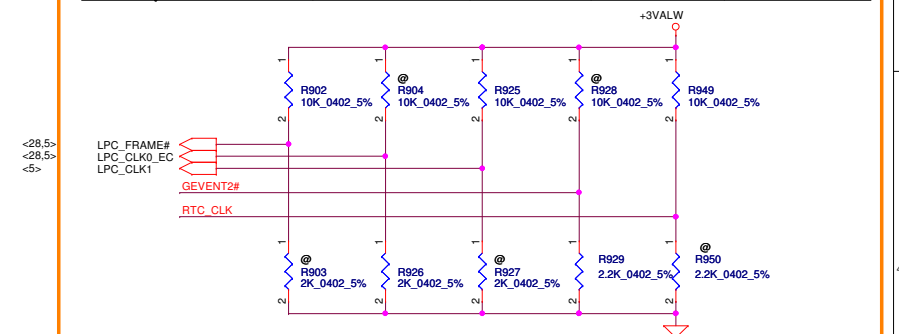 +3VALW
1 1 1 1 1
@ @
R902 R904 R925 R928 R949
10K_0402_5% 10K_0402_5% 10K_0402_5% 10K_0402_5% 10K_0402_5%
2 2 2 2 2
<28,5> LPC_FRAME#
<28,5> LPC_CLK0_EC
<5> LPC_CLK1
GEVENT2#
RTC_CLK
1 1 1 1 1
@ @ @
R903 R926 R927 R929 R950
2K_0402_5% 2K_0402_5% 2K_0402_5% 2.2K_0402_5% 2.2K_0402_5%
2 2 2 2 2